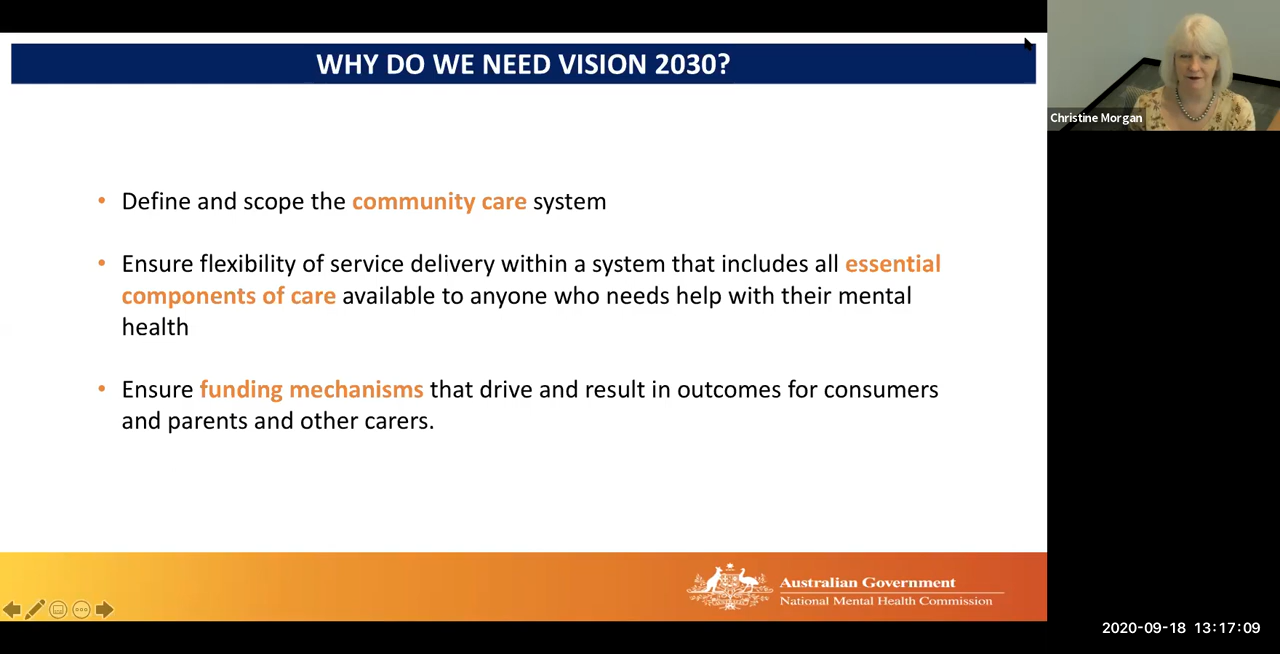 WHY DO WE NEED VISION 2030?
Christine Morgan
• Define and scope the community care system
• Ensure flexibility of service delivery within a system that includes all essential
components of care available to anyone who needs help with their mental
health
• Ensure funding mechanisms that drive and result in outcomes for consumers
and parents and other carers.
Australian Government
National Mental Health Commission
2020-09-18 13:17:09